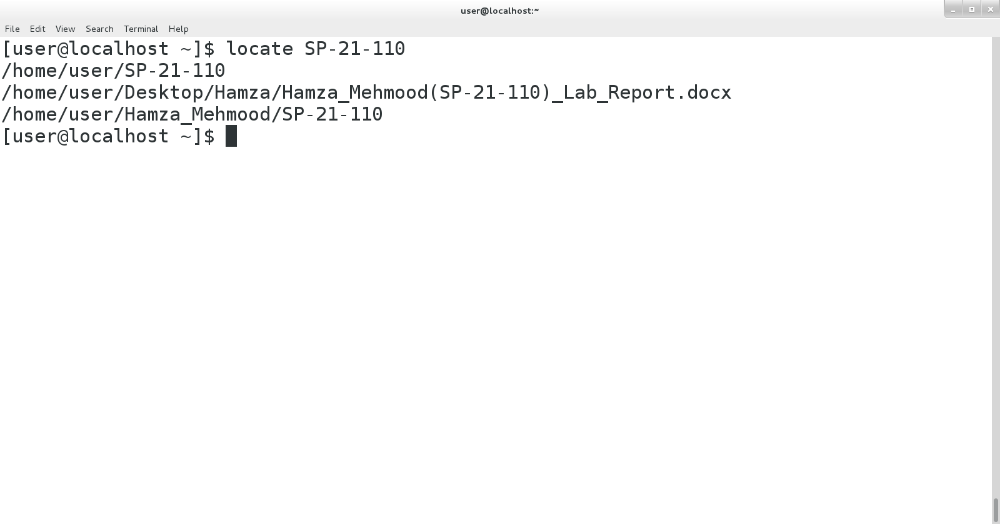 user@localhost:~
File Edit View Search Terminal Help
[user@localhost ~]$ locate SP-21-110
/home/user/SP-21-110
/home/user/Desktop/Hamza/Hamza_Mehmood(SP-21-110)_Lab_Report.docx
/home/user/Hamza_Mehmood/SP-21-110
[user@localhost ~]$